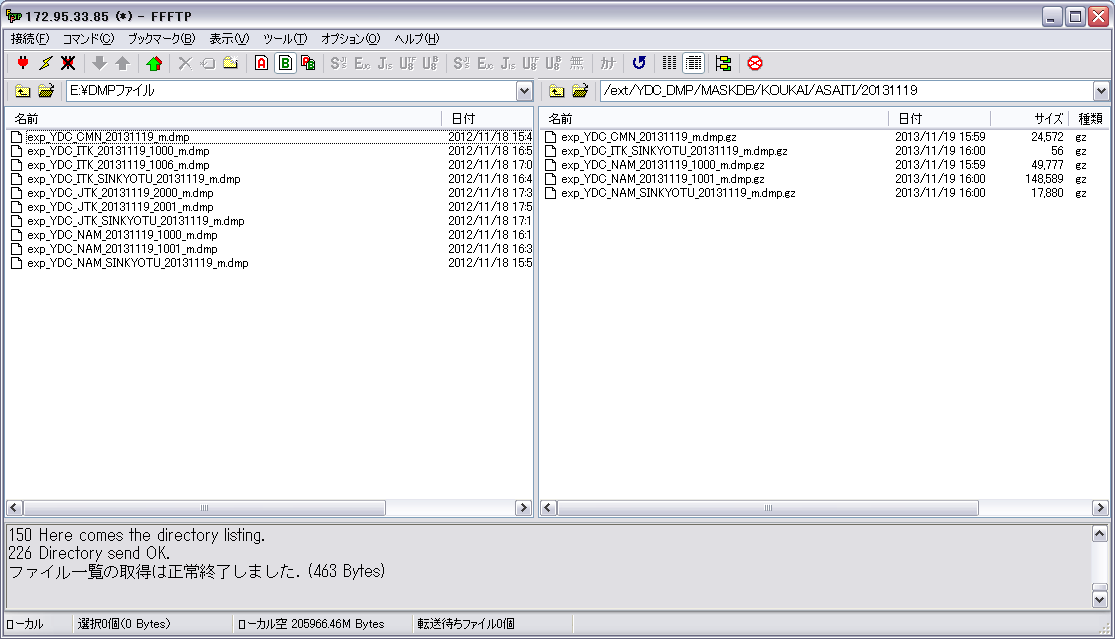 172.95.33.85 (*) - FFFTP
接続(F) コマンド(C) ブックマーク(B) 表示(V) ツール(T) オプション(O) ヘルプ(H)
E:¥DMPファイル
/ext/YDC_DMP/MASKDB/KOUKAI/ASAITI/20131119
名前 日付
exp_YDC_CMN_20131119_m.dmp 2012/11/18 15:4
exp_YDC_ITK_20131119_1000_m.dmp 2012/11/18 16:5
exp_YDC_ITK_20131119_1006_m.dmp 2012/11/18 17:0
exp_YDC_ITK_SINKYOTU_20131119_m.dmp 2012/11/18 16:4
exp_YDC_JTK_20131119_2000_m.dmp 2012/11/18 17:3
exp_YDC_JTK_20131119_2001_m.dmp 2012/11/18 17:5
exp_YDC_JTK_SINKYOTU_20131119_m.dmp 2012/11/18 17:1
exp_YDC_NAM_20131119_1000_m.dmp 2012/11/18 16:1
exp_YDC_NAM_20131119_1001_m.dmp 2012/11/18 16:3
exp_YDC_NAM_SINKYOTU_20131119_m.dmp 2012/11/18 15:5
名前 日付 サイズ 種類
exp_YDC_CMN_20131119_m.dmp.gz 2013/11/19 15:59 24,572 gz
exp_YDC_ITK_SINKYOTU_20131119_m.dmp.gz 2013/11/19 16:00 56 gz
exp_YDC_NAM_20131119_1000_m.dmp.gz 2013/11/19 15:59 49,777 gz
exp_YDC_NAM_20131119_1001_m.dmp.gz 2013/11/19 16:00 148,589 gz
exp_YDC_NAM_SINKYOTU_20131119_m.dmp.gz 2013/11/19 16:00 17,880 gz
150 Here comes the directory listing.
226 Directory send OK.
ファイル一覧の取得は正常終了しました. (463 Bytes)
ローカル 選択0個(0 Bytes) ローカル空 205966.46M Bytes 転送待ちファイル0個